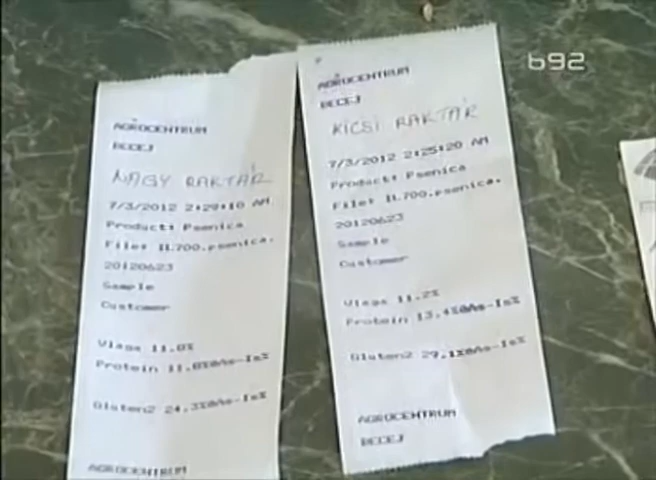 B92
AGROCENTRUM
BECEJ
NAGY RAKTÁR
7/3/2012 2:29:10 AM
Product: Psenica
File: IL700.psenica.
20120623
Sample
Customer
Vlaga 11.0%
Protein 11.8%As-Is%
Gluten2 24.3%As-Is%
AGROCENTRUM
AGROCENTRUM
BECEJ
KICSI RAKTÁR
7/3/2012 2:25:20 AM
Product: Psenica
File: IL700.psenica.
20120623
Sample
Customer
Vlaga 11.2%
Protein 13.4%As-Is%
Gluten2 29.1%As-Is%
AGROCENTRUM
BECEJ